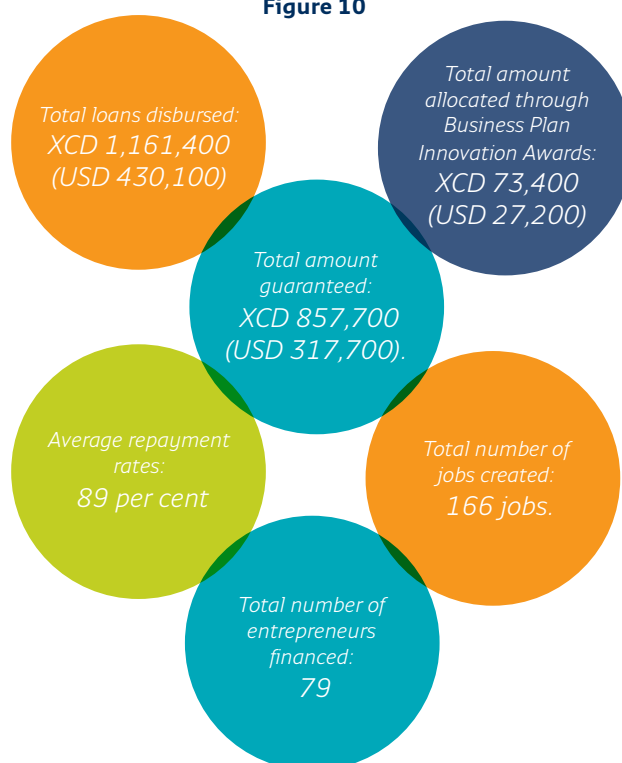 Figure 10
Total loans disbursed:
XCD 1,161,400
(USD 430,100)
Total amount
allocated through
Business Plan
Innovation Awards:
XCD 73,400
(USD 27,200)
Total amount
guaranteed:
XCD 857,700
(USD 317,700).
Average repayment
rates:
89 per cent
Total number of
jobs created:
166 jobs.
Total number of
entrepreneurs
financed:
79